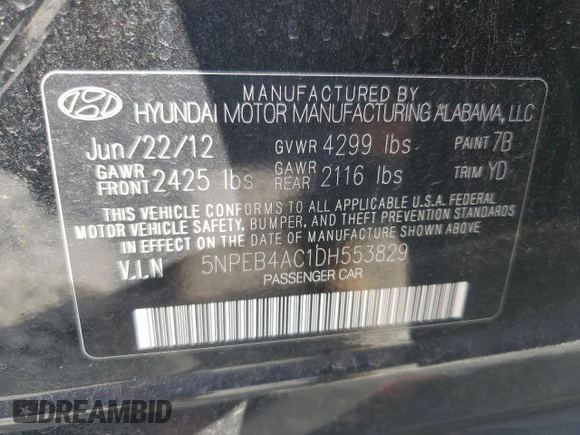 MANUFACTURED BY
HYUNDAI MOTOR MANUFACTURING ALABAMA, LLC
Jun/22/12 GVWR 4299 lbs PAINT 7B
GAWR FRONT 2425 lbs GAWR REAR 2116 lbs TRIM YD
THIS VEHICLE CONFORMS TO ALL APPLICABLE U.S.A. FEDERAL
MOTOR VEHICLE SAFETY, BUMPER, AND THEFT PREVENTION STANDARDS
IN EFFECT ON THE DATE OF MANUFACTURE SHOWN ABOVE.
V.I.N 5NPEB4AC1DH553829
PASSENGER CAR
DREAMBID